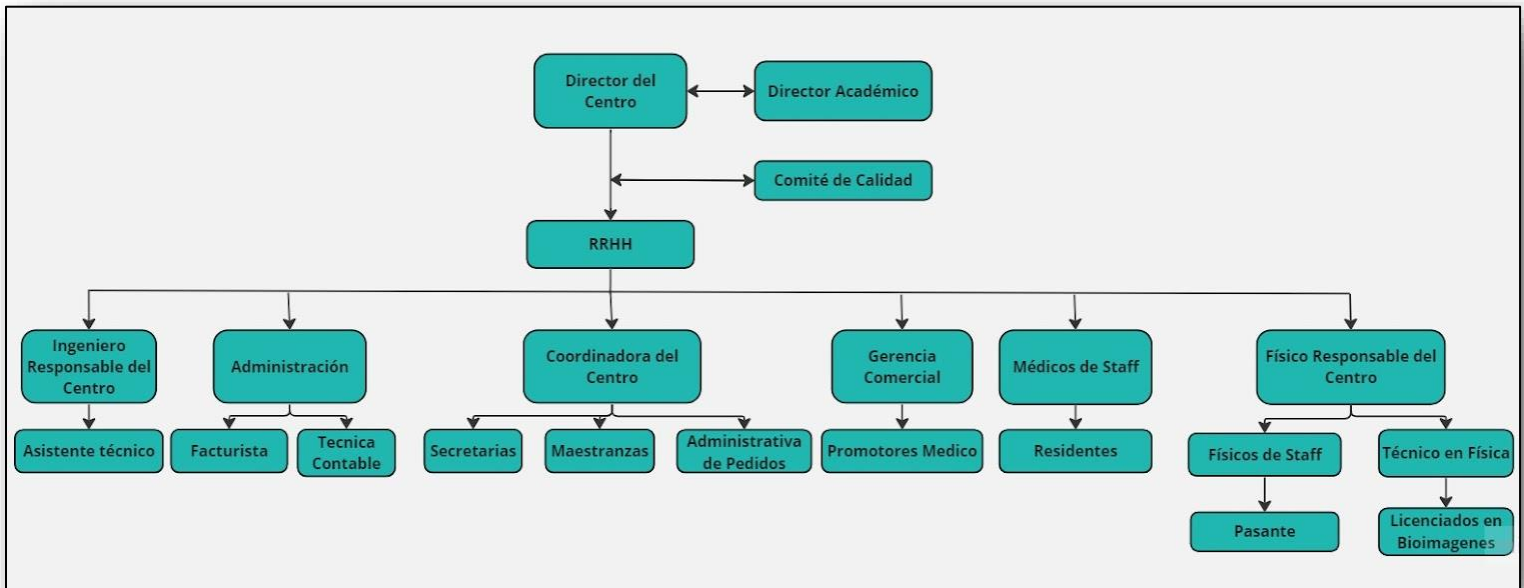 Director del
Centro
Director Académico
Comité de Calidad
RRHH
Ingeniero
Responsable del
Centro
Administración
Coordinadora del
Centro
Gerencia
Comercial
Médicos de Staff
Físico Responsable del
Centro
Asistente técnico
Facturista
Tecnica
Contable
Secretarias
Maestranzas
Administrativa
de Pedidos
Promotores Medico
Residentes
Físicos de Staff
Técnico en Física
Pasante
Licenciados en
Bioimagenes